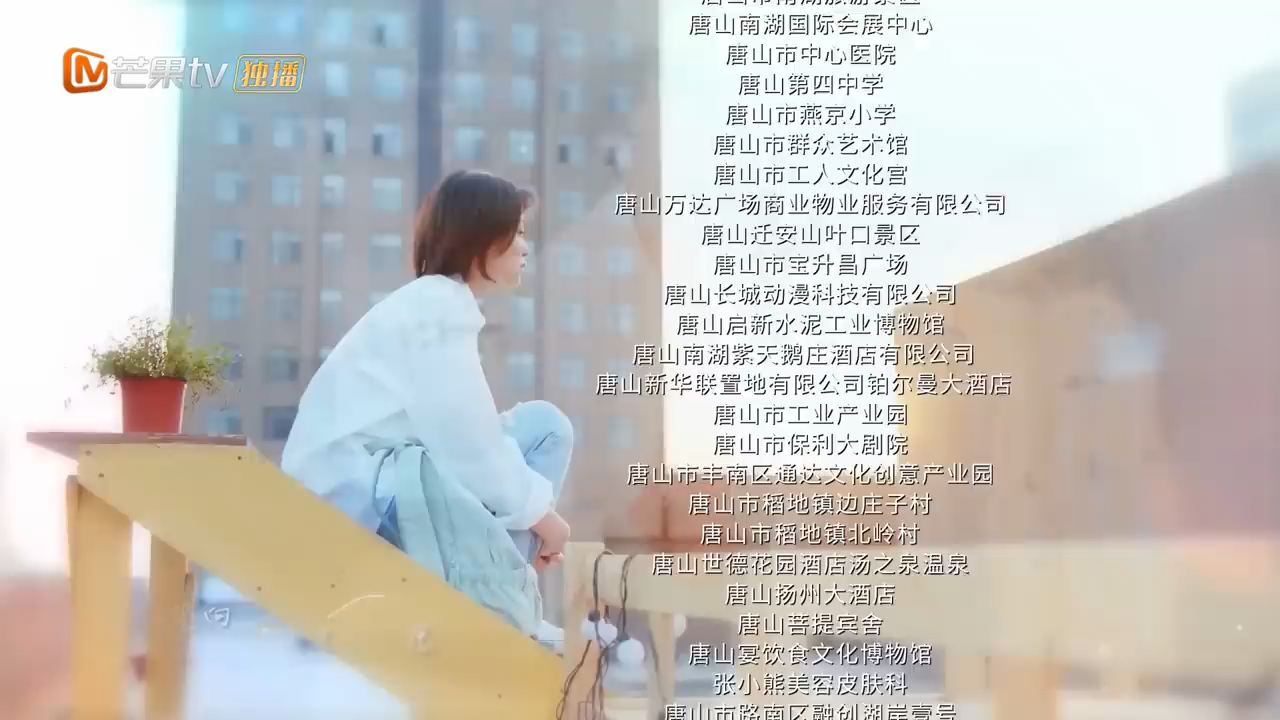 芒果tv 独播
唐山南湖国际会展中心
唐山市中心医院
唐山第四中学
唐山市燕京小学
唐山市群众艺术馆
唐山市工人文化宫
唐山万达广场商业物业服务有限公司
唐山迁安山叶口景区
唐山市宝升昌广场
唐山长城动漫科技有限公司
唐山启新水泥工业博物馆
唐山南湖紫天鹅庄酒店有限公司
唐山新华联置地有限公司铂尔曼大酒店
唐山市工业产业园
唐山市保利大剧院
唐山市丰南区通达文化创意产业园
唐山市稻地镇边庄子村
唐山市稻地镇北岭村
唐山世德花园酒店汤之泉温泉
唐山扬州大酒店
唐山菩提宾舍
唐山宴饮食文化博物馆
张小熊美容皮肤科
唐山市路南区融创湖岸壹号